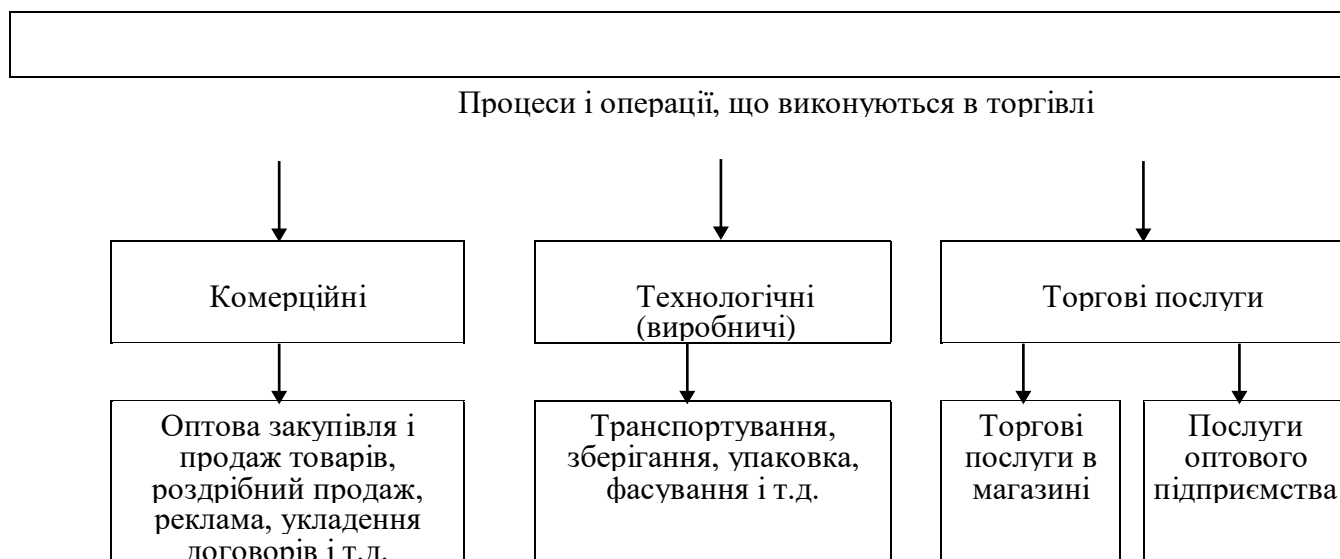 Процеси і операції, що виконуються в торгівлі
Комерційні
Технологічні
(виробничі)
Торгові послуги
Оптова закупівля і
продаж товарів,
роздрібний продаж,
реклама, укладення
договорів і т.д.
Транспортування,
зберігання, упаковка,
фасування і т.д.
Торгові
послуги в
магазині
Послуги
оптового
підприємства